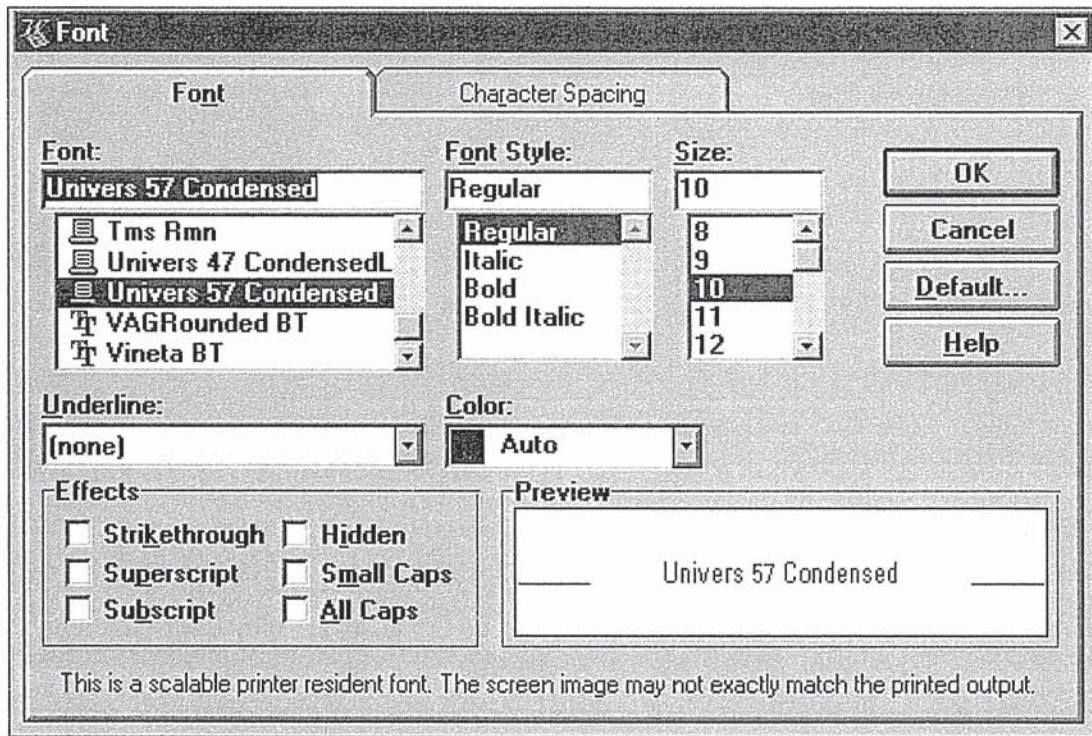 Font
Font
Character Spacing
Font:
Univers 57 Condensed
Tms Rmn
Univers 47 CondensedL
Univers 57 Condensed
VAGRounded BT
Vineta BT
Font Style:
Regular
Regular
Italic
Bold
Bold Italic
Size:
10
8
9
10
11
12
OK
Cancel
Default...
Help
Underline:
(none)
Color:
Auto
Effects
Strikethrough
Hidden
Superscript
Small Caps
Subscript
All Caps
Preview
Univers 57 Condensed
This is a scalable printer resident font. The screen image may not exactly match the printed output.